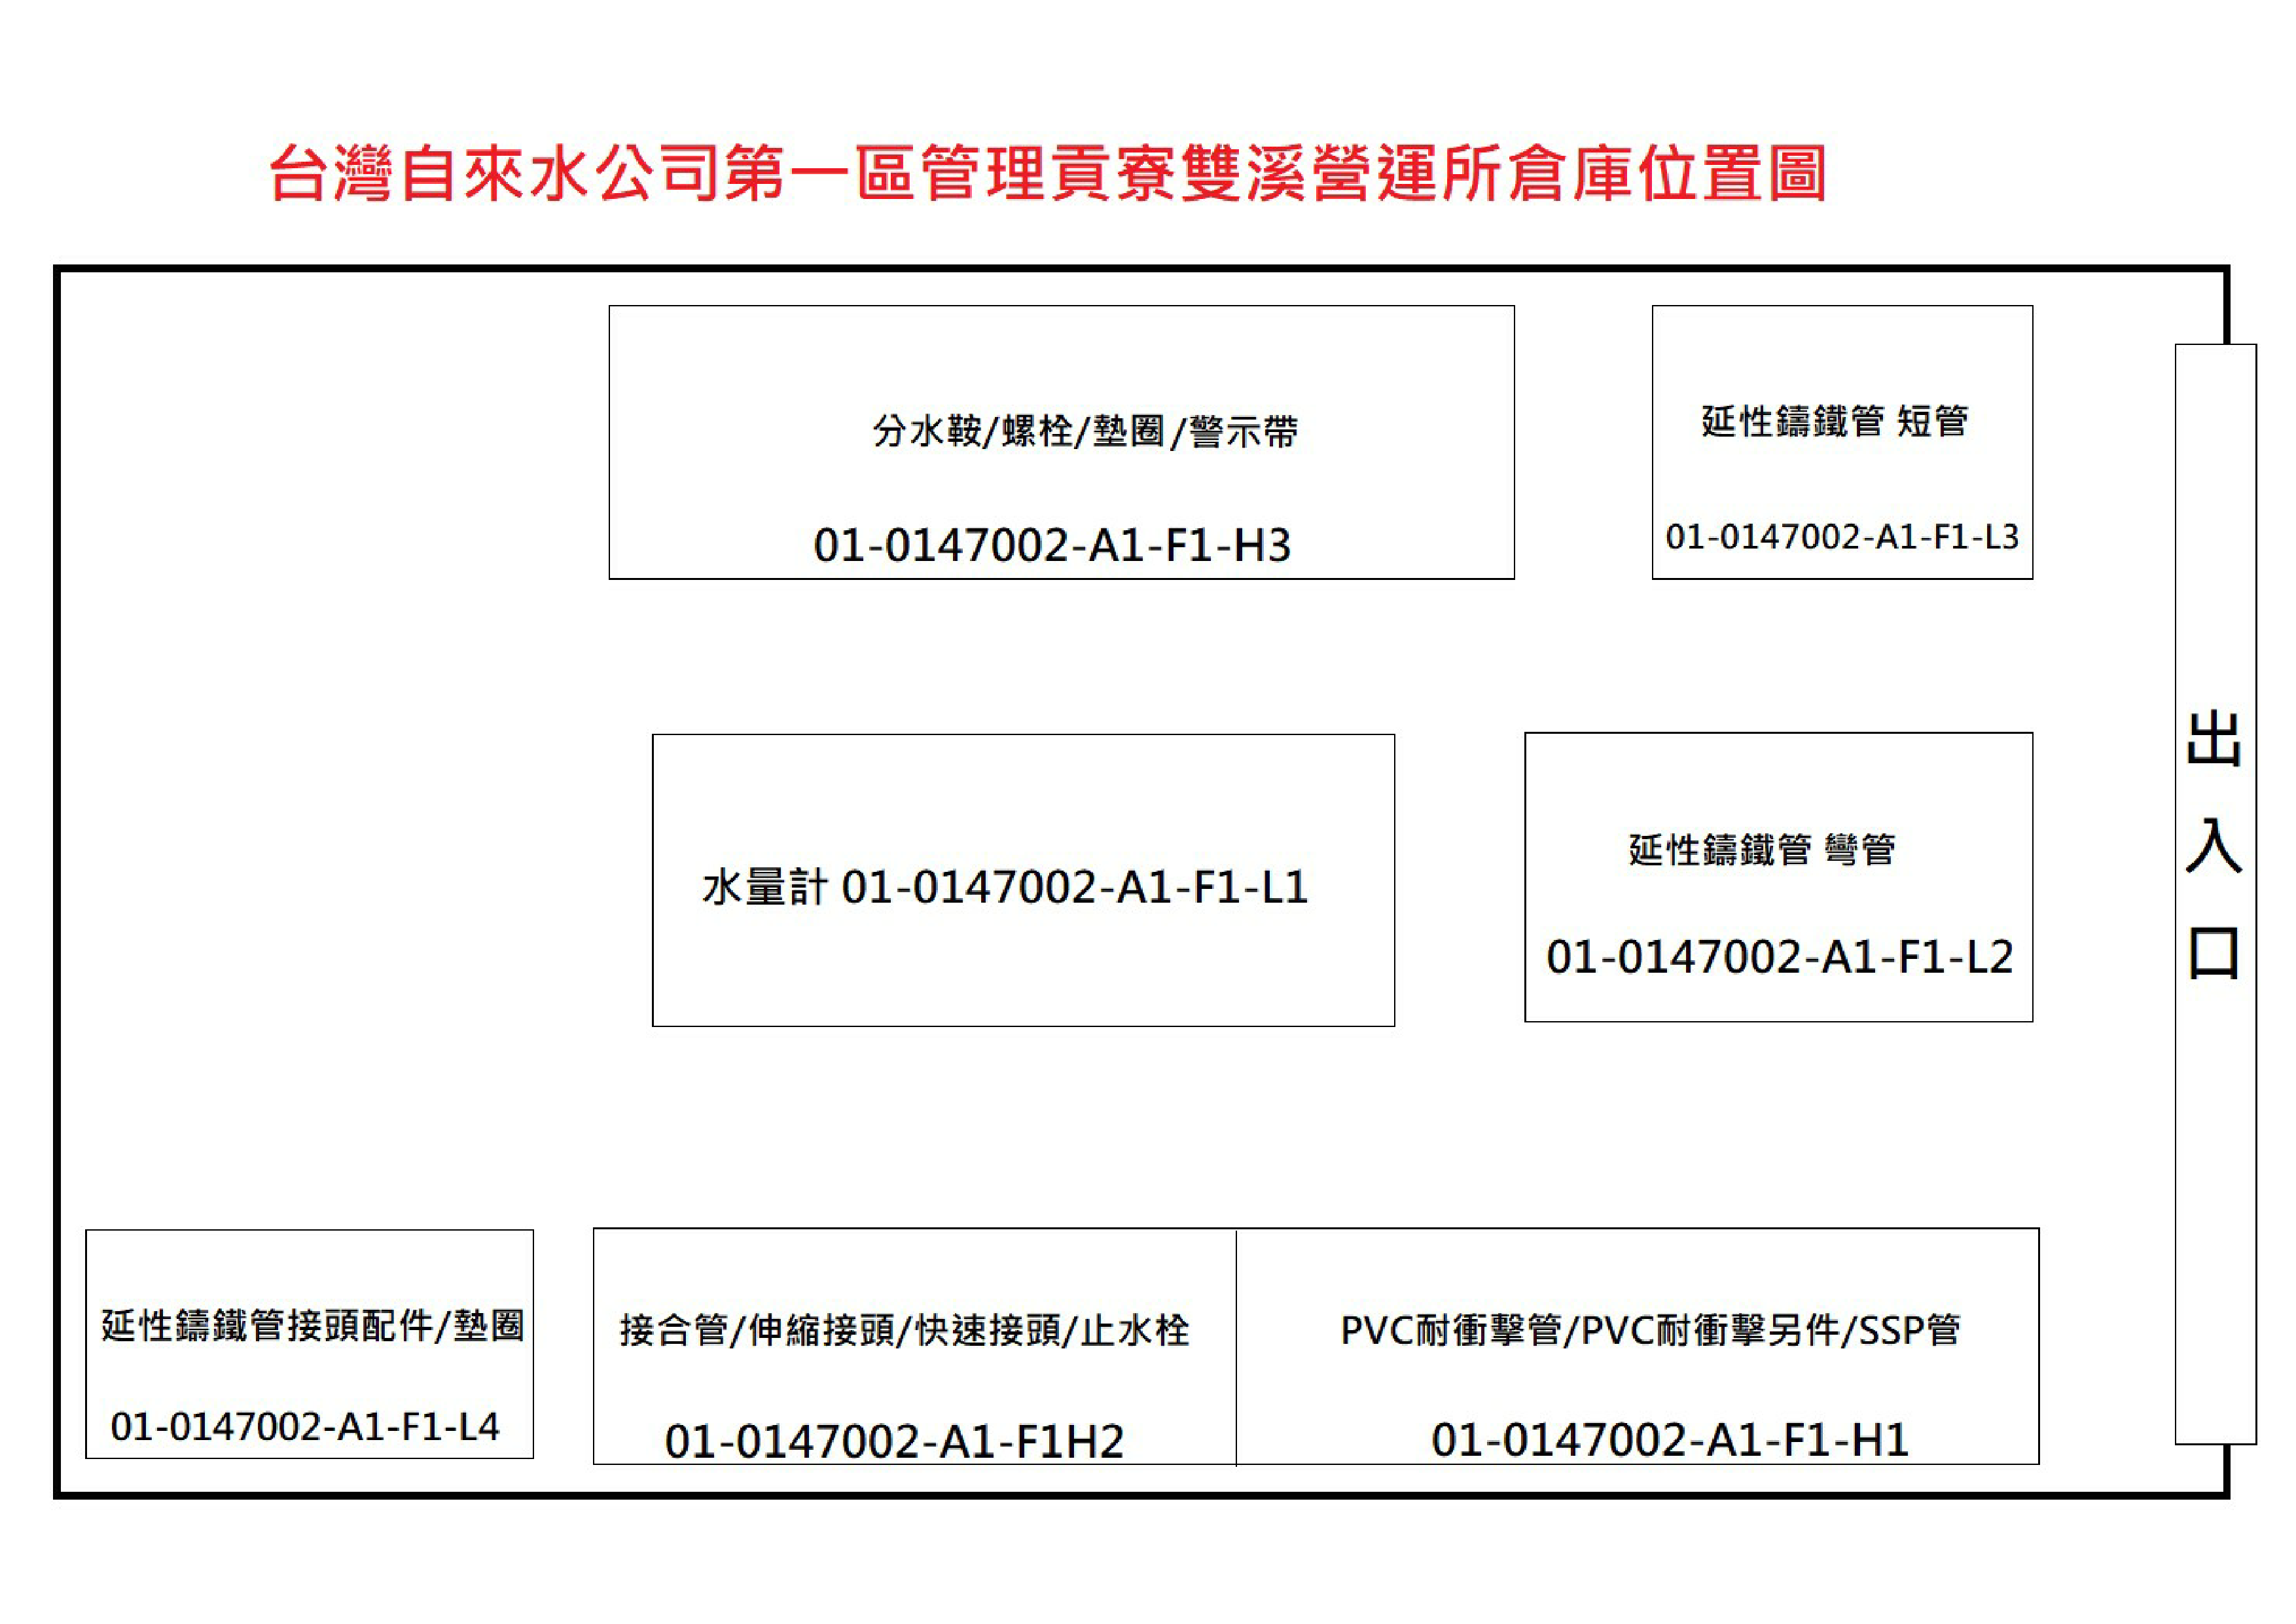 台灣自來水公司第一區管理貢寮雙溪營運所倉庫位置圖
分水鞍/螺栓/墊圈/警示帶
01-0147002-A1-F1-H3
延性鑄鐵管 短管
01-0147002-A1-F1-L3
水量計 01-0147002-A1-F1-L1
延性鑄鐵管 彎管
01-0147002-A1-F1-L2
出
入
口
延性鑄鐵管接頭配件/墊圈
01-0147002-A1-F1-L4
接合管/伸縮接頭/快速接頭/止水栓
01-0147002-A1-F1H2
PVC耐衝擊管/PVC耐衝擊另件/SSP管
01-0147002-A1-F1-H1